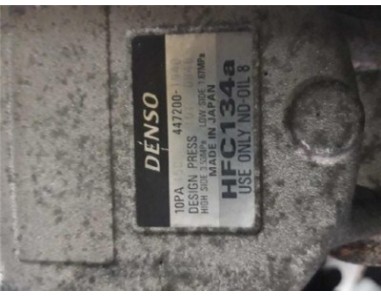 DENSO
10PA 447200-
DESIGN PRESS
HIGH SIDE 3.53MPa LOW SIDE 1.67MPa
MADE IN JAPAN
HFC134a
USE ONLY ND-OIL 8